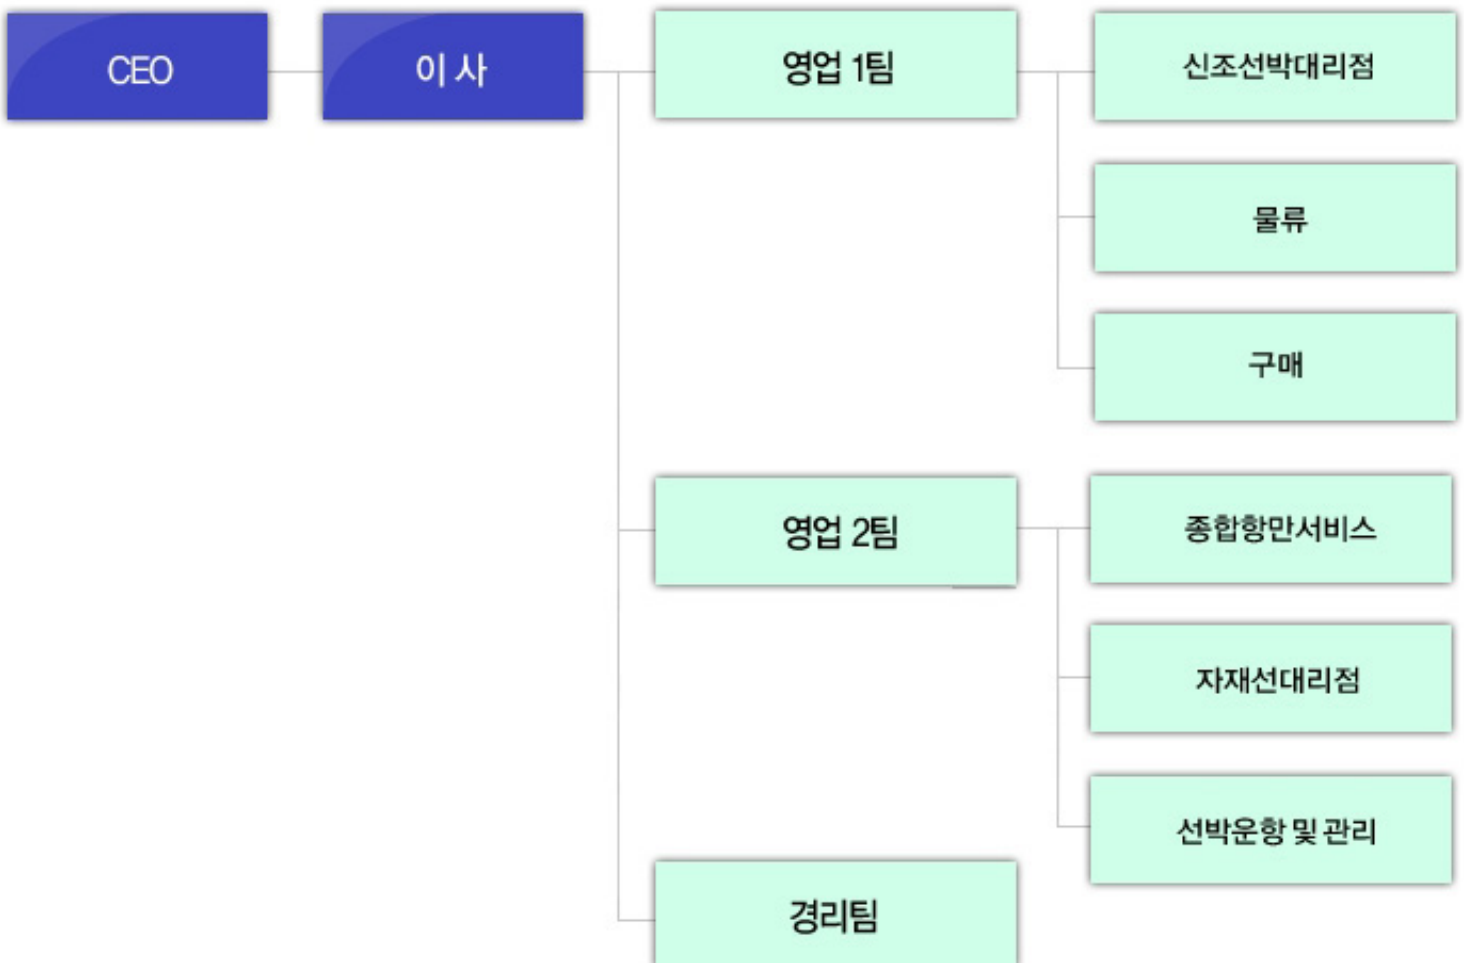 CEO
이 사
영업 1팀
신조선박대리점
물류
구매
영업 2팀
종합항만서비스
자재선대리점
선박운항 및 관리
경리팀